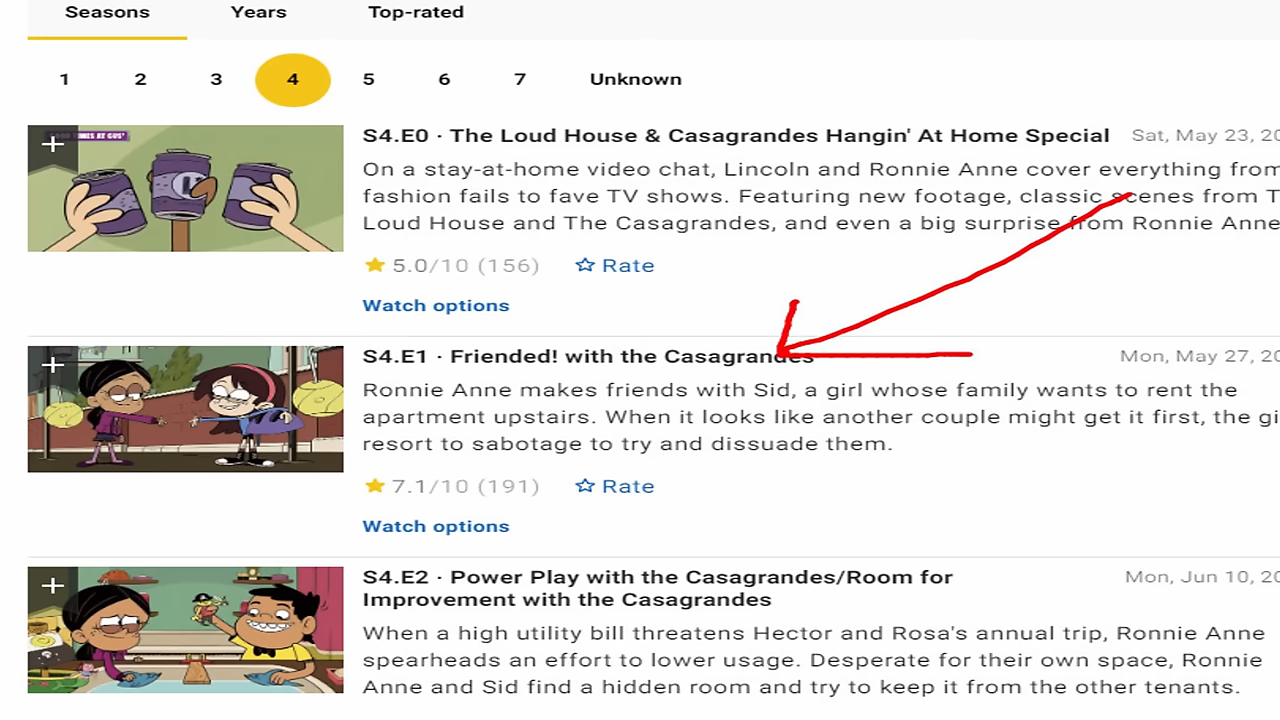 Seasons Years Top-rated
1 2 3 4 5 6 7 Unknown
S4.E0 · The Loud House & Casagrandes Hangin' At Home Special Sat, May 23, 20
On a stay-at-home video chat, Lincoln and Ronnie Anne cover everything from
fashion fails to fave TV shows. Featuring new footage, classic scenes from T
Loud House and The Casagrandes, and even a big surprise from Ronnie Anne
5.0/10 (156) Rate
Watch options
S4.E1 · Friended! with the Casagrandes Mon, May 27, 20
Ronnie Anne makes friends with Sid, a girl whose family wants to rent the
apartment upstairs. When it looks like another couple might get it first, the gi
resort to sabotage to try and dissuade them.
7.1/10 (191) Rate
Watch options
S4.E2 · Power Play with the Casagrandes/Room for Mon, Jun 10, 20
Improvement with the Casagrandes
When a high utility bill threatens Hector and Rosa's annual trip, Ronnie Anne
spearheads an effort to lower uage. Desperate for their own space, Ronnie
Anne and Sid find a hidden room and try to keep it from the other tenants.